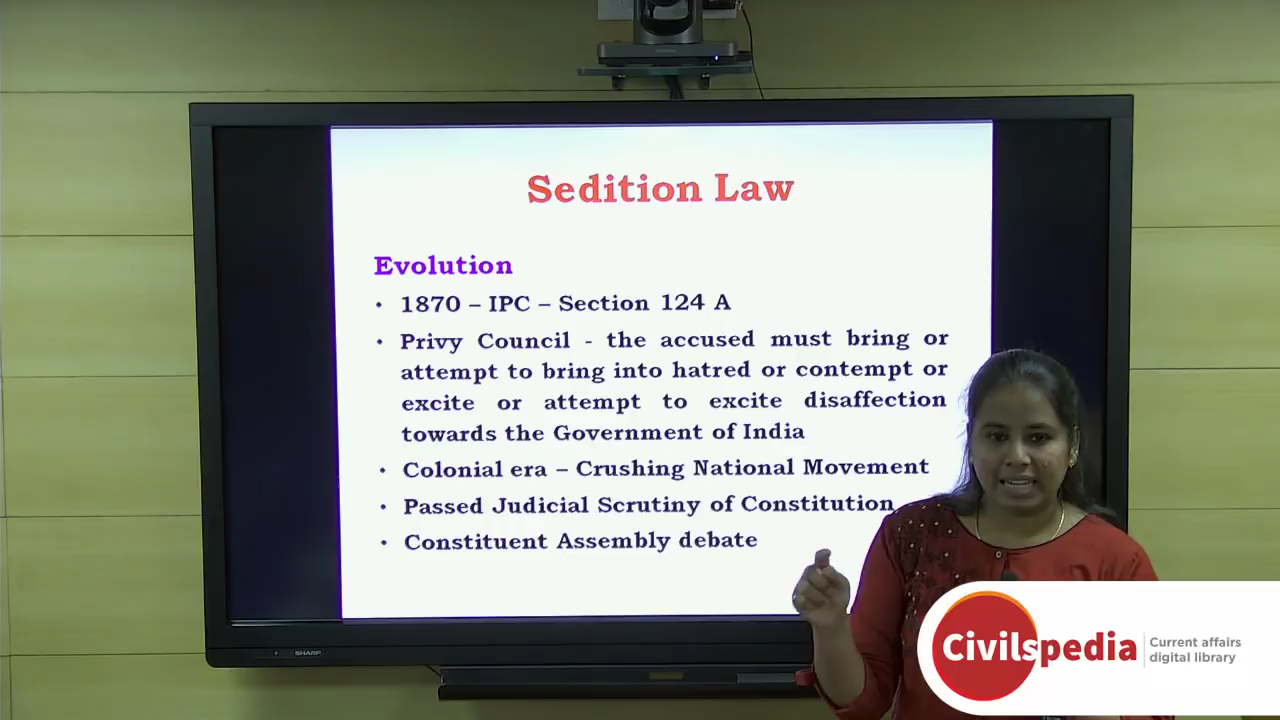 Sedition Law
Evolution
• 1870 – IPC – Section 124 A
• Privy Council - the accused must bring or
attempt to bring into hatred or contempt or
excite or attempt to excite disaffection
towards the Government of India
• Colonial era – Crushing National Movement
• Passed Judicial Scrutiny of Constitution
• Constituent Assembly debate
SHARP
Civilspedia
Current affairs
digital library